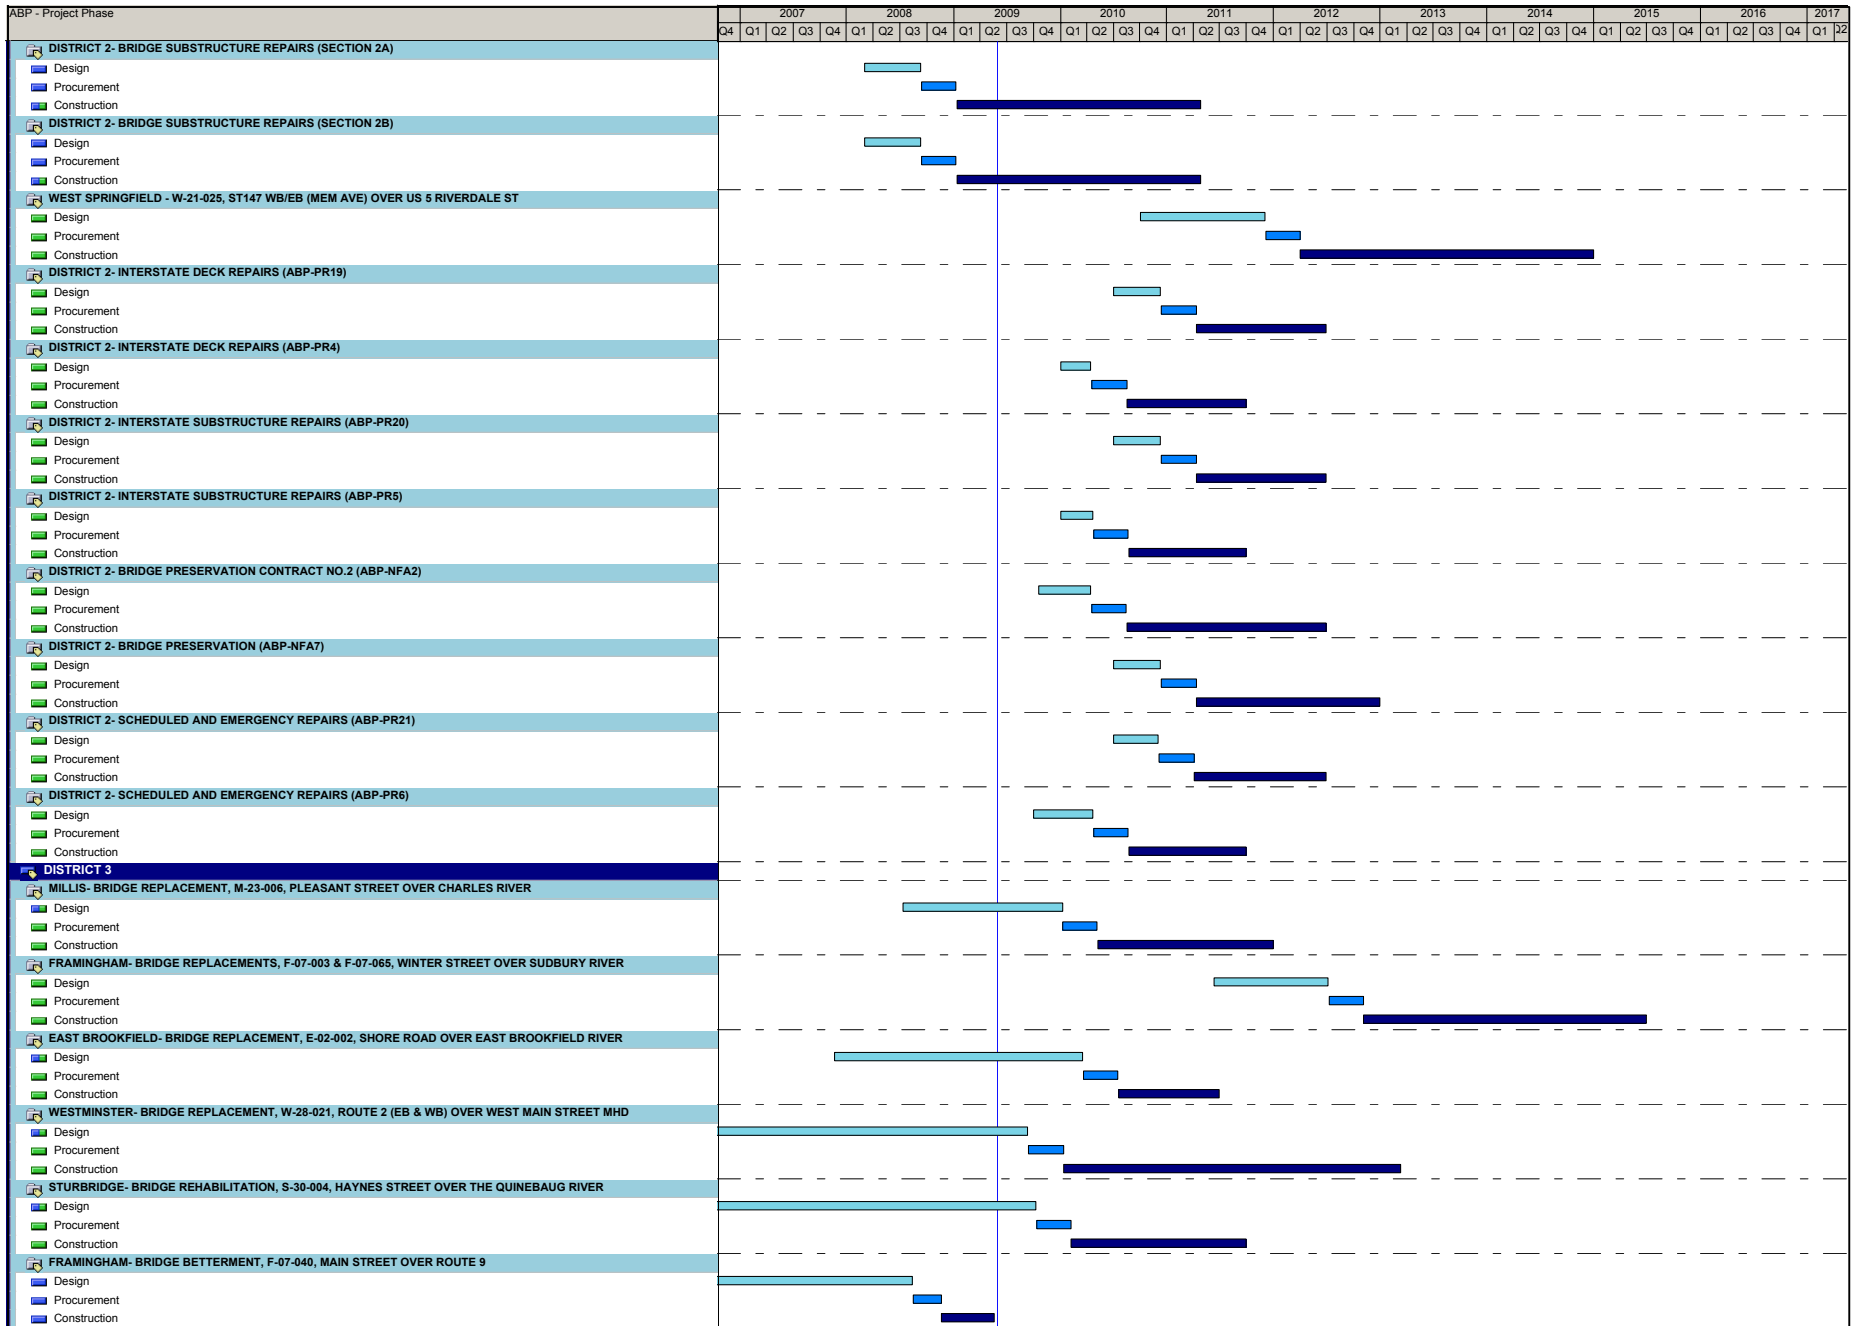 ABP - Project Phase 2007 2008 2009 2010 2011 2012 2013 2014 2015 2016 2017
Q4 Q1 Q2 Q3 Q4 Q1 Q2 Q3 Q4 Q1 Q2 Q3 Q4 Q1 Q2 Q3 Q4 Q1 Q2 Q3 Q4 Q1 Q2 Q3 Q4 Q1 Q2 Q3 Q4 Q1 Q2 Q3 Q4 Q1 Q2 Q3 Q4 Q1 Q2 Q3 Q4 Q1 22
DISTRICT 2- BRIDGE SUBSTRUCTURE REPAIRS (SECTION 2A)
Design
Procurement
Construction
DISTRICT 2- BRIDGE SUBSTRUCTURE REPAIRS (SECTION 2B)
Design
Procurement
Construction
WEST SPRINGFIELD - W-21-025, ST147 WB/EB (MEM AVE) OVER US 5 RIVERDALE ST
Design
Procurement
Construction
DISTRICT 2- INTERSTATE DECK REPAIRS (ABP-PR19)
Design
Procurement
Construction
DISTRICT 2- INTERSTATE DECK REPAIRS (ABP-PR4)
Design
Procurement
Construction
DISTRICT 2- INTERSTATE SUBSTRUCTURE REPAIRS (ABP-PR20)
Design
Procurement
Construction
DISTRICT 2- INTERSTATE SUBSTRUCTURE REPAIRS (ABP-PR5)
Design
Procurement
Construction
DISTRICT 2- BRIDGE PRESERVATION CONTRACT NO.2 (ABP-NFA2)
Design
Procurement
Construction
DISTRICT 2- BRIDGE PRESERVATION (ABP-NFA7)
Design
Procurement
Construction
DISTRICT 2- SCHEDULED AND EMERGENCY REPAIRS (ABP-PR21)
Design
Procurement
Construction
DISTRICT 2- SCHEDULED AND EMERGENCY REPAIRS (ABP-PR6)
Design
Procurement
Construction
DISTRICT 3
MILLIS- BRIDGE REPLACEMENT, M-23-006, PLEASANT STREET OVER CHARLES RIVER
Design
Procurement
Construction
FRAMINGHAM- BRIDGE REPLACEMENTS, F-07-003 & F-07-065, WINTER STREET OVER SUDBURY RIVER
Design
Procurement
Construction
EAST BROOKFIELD- BRIDGE REPLACEMENT, E-02-002, SHORE ROAD OVER EAST BROOKFIELD RIVER
Design
Procurement
Construction
WESTMINSTER- BRIDGE REPLACEMENT, W-28-021, ROUTE 2 (EB & WB) OVER WEST MAIN STREET MHD
Design
Procurement
Construction
STURBRIDGE- BRIDGE REHABILITATION, S-30-004, HAYNES STREET OVER THE QUINEBAUG RIVER
Design
Procurement
Construction
FRAMINGHAM- BRIDGE BETTERMENT, F-07-040, MAIN STREET OVER ROUTE 9
Design
Procurement
Construction